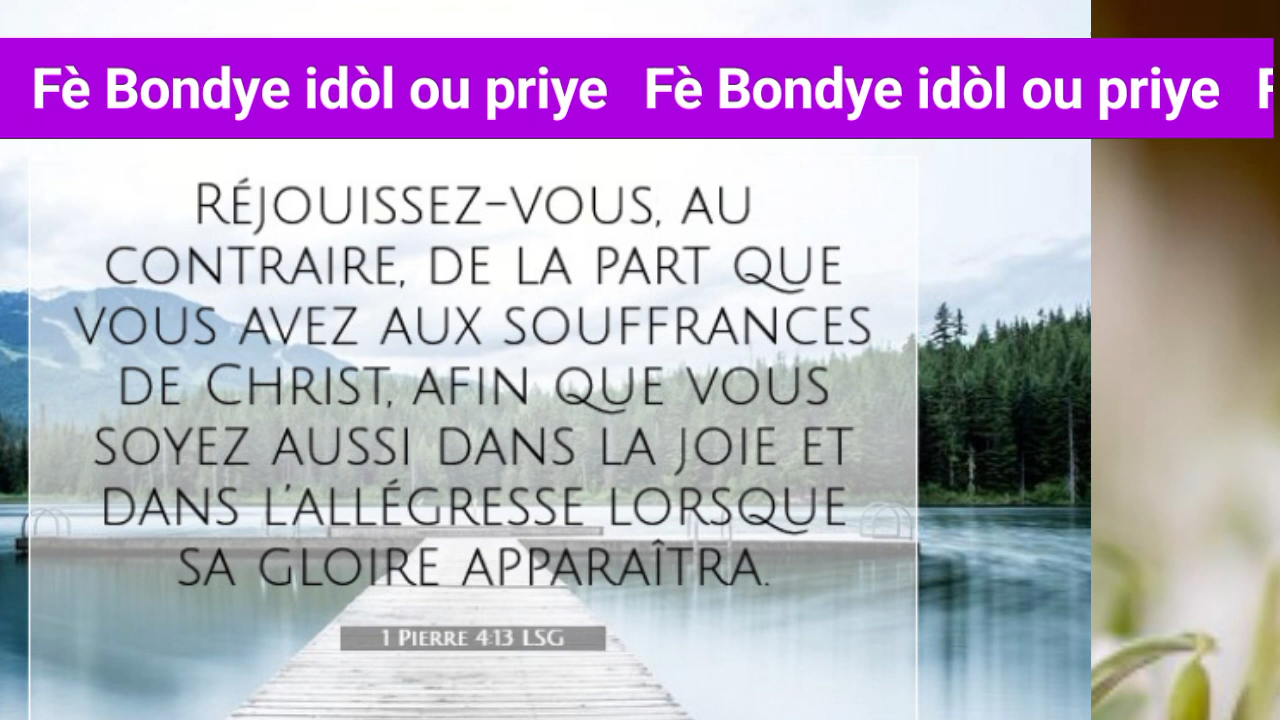 Fè Bondye idòl ou priye Fè Bondye idòl ou priye F
Réjouissez-vous, au
contraire, de la part que
vous avez aux souffrances
de Christ, afin que vous
soyez aussi dans la joie et
dans l'allégresse lorsque
sa gloire apparaîtra.
1 Pierre 4:13 LSG